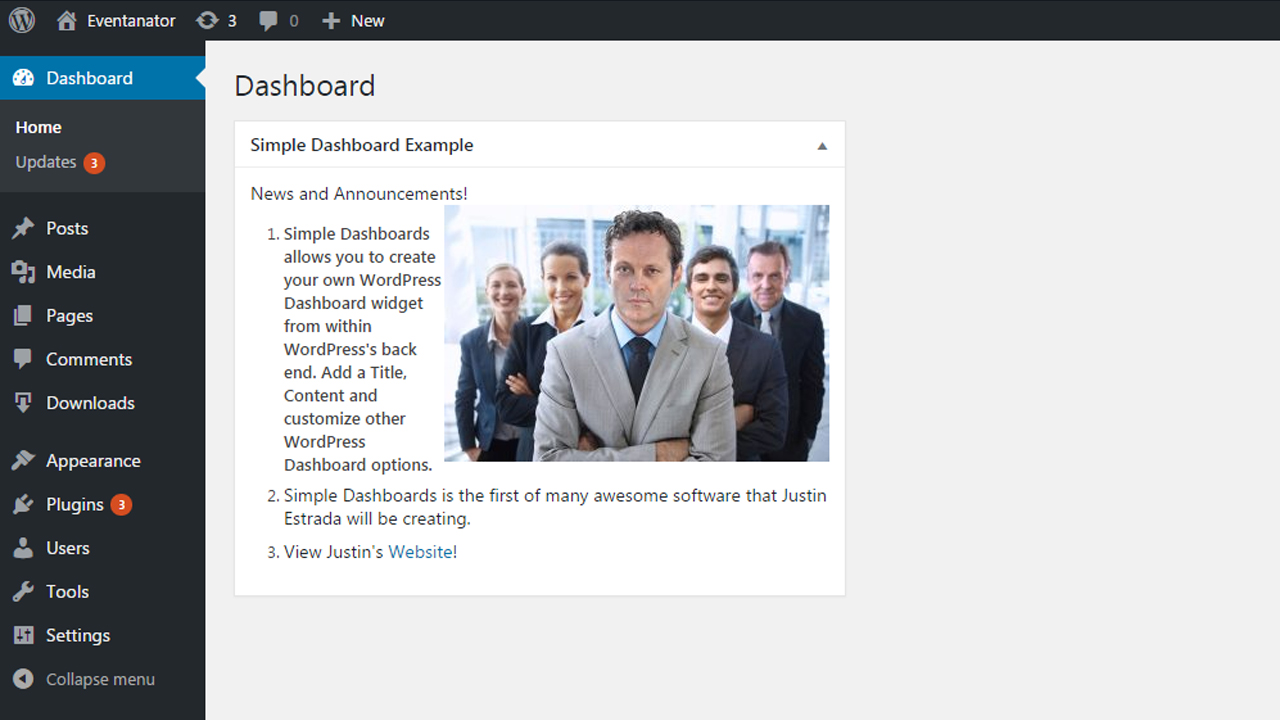 Eventanator 3 0 New
Dashboard
Home
Updates 3
Posts
Media
Pages
Comments
Downloads
Appearance
Plugins 3
Users
Tools
Settings
Collapse menu
Dashboard
Simple Dashboard Example
News and Announcements!
1. Simple Dashboards
allows you to create
your own WordPress
Dashboard widget
from within
WordPress's back
end. Add a Title,
Content and
customize other
WordPress
Dashboard options.
2. Simple Dashboards is the first of many awesome software that Justin
Estrada will be creating.
3. View Justin's Website!